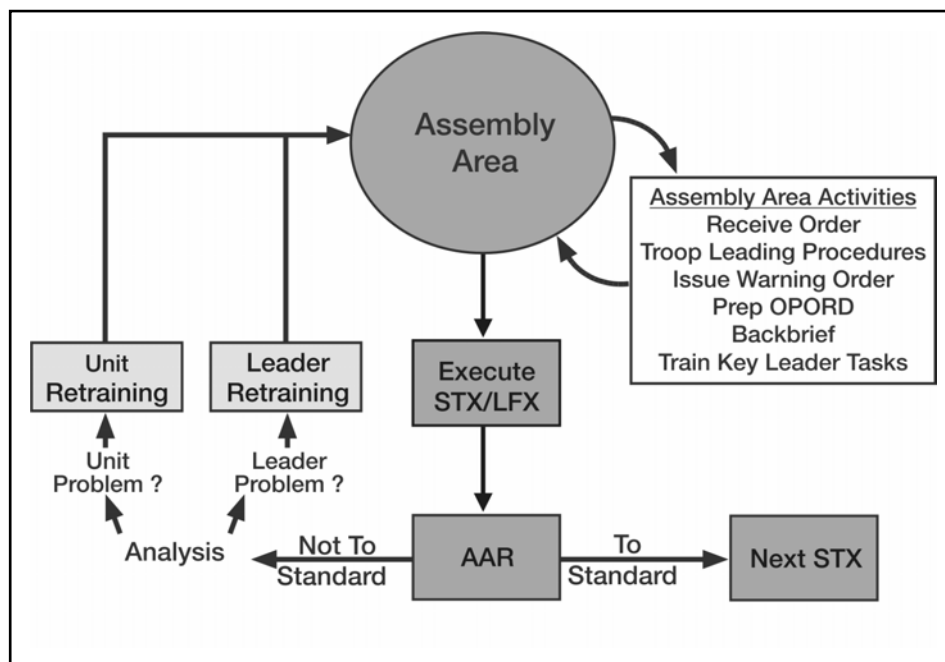 Assembly
Area
Assembly Area Activities
Receive Order
Troop Leading Procedures
Issue Warning Order
Prep OPORD
Backbrief
Train Key Leader Tasks
Unit
Retraining
Leader
Retraining
Execute
STX/LFX
Unit
Problem ?
Leader
Problem ?
Analysis
Not To
Standard
AAR
To
Standard
Next STX